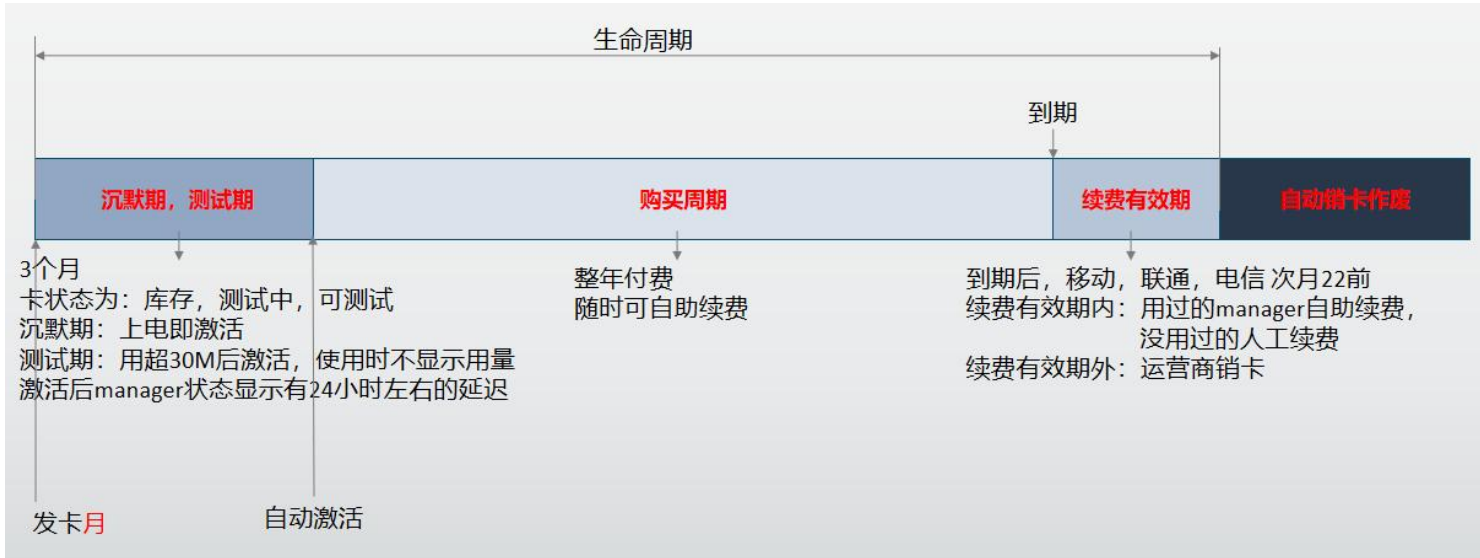 生命周期
到期
沉默期，测试期
购买周期
续费有效期
自动销卡作废
3个月
卡状态为：库存，测试中，可测试
沉默期：上电即激活
测试期：用超30M后激活，使用时不显示用量
激活后manager状态显示有24小时左右的延迟
整年付费
随时可自助续费
到期后，移动，联通，电信 次月22前
续费有效期内：用过的manager自助续费，
没用过的人工续费
续费有效期外：运营商销卡
发卡月
自动激活